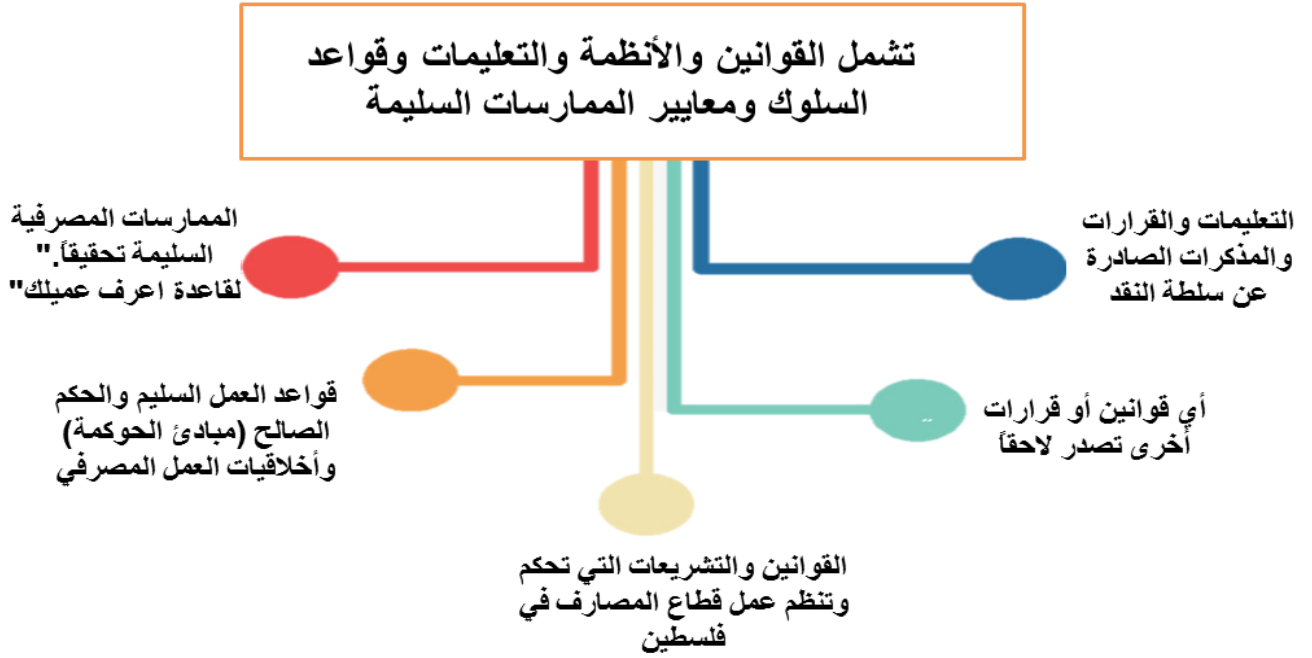 تشمل القوانين والأنظمة والتعليمات وقواعد
السلوك ومعايير الممارسات السليمة
التعليمات والقرارات
والمذكرات الصادرة
عن سلطة النقد
الممارسات المصرفية
السليمة تحقيقاً."
لقاعدة اعرف عميلك"
أي قوانين أو قرارات
أخرى تصدر لاحقاً
قواعد العمل السليم والحكم
الصالح (مبادئ الحوكمة)
وأخلاقيات العمل المصرفي
القوانين والتشريعات التي تحكم
وتنظم عمل قطاع المصارف في
فلسطين